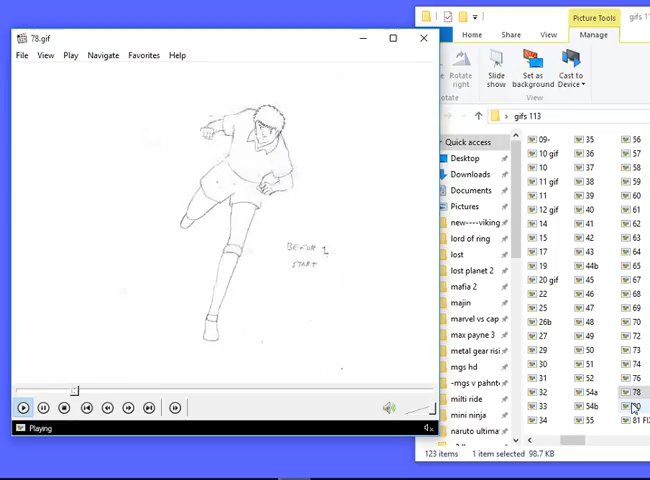 78.gif
File View Play Navigate Favorites Help
START
Playing
Picture Tools
gifs
Home Share View Manage
Rotate right
Slide show
Set as background
Cast to Device
View
gifs 113
Quick access
Desktop
Downloads
Documents
Pictures
new----viking
lord of ring
lost
lost planet 2
mafia 2
majin
marvel vs cap
max payne 3
metal gear risi
mgs hd
-mgs v pahnt
milti ride
mini ninja
naruto ultima
09- 35 56
10 gif 36 57
10 37 58
11 gif 38 59
11 39 60
12 gif 40 61
14 41 62
15 42 63
17 43 64
19 44b 65
20 gif 45 67
22 46 68
26b 48 70
27 49 72
29 50 73
30 51 74
31 52 76
32 54a 78
33 54b
34 55 81 FI
123 items 1 item selected 98.7 KB